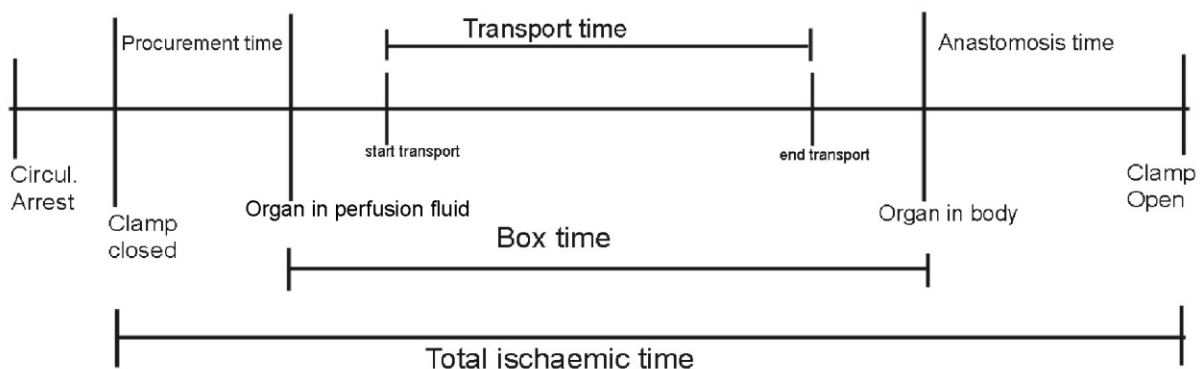 Procurement time
Transport time
Anastomosis time
start transport
end transport
Circul.
Arrest
Clamp
closed
Organ in perfusion fluid
Organ in body
Clamp
Open
Box time
Total ischaemic time